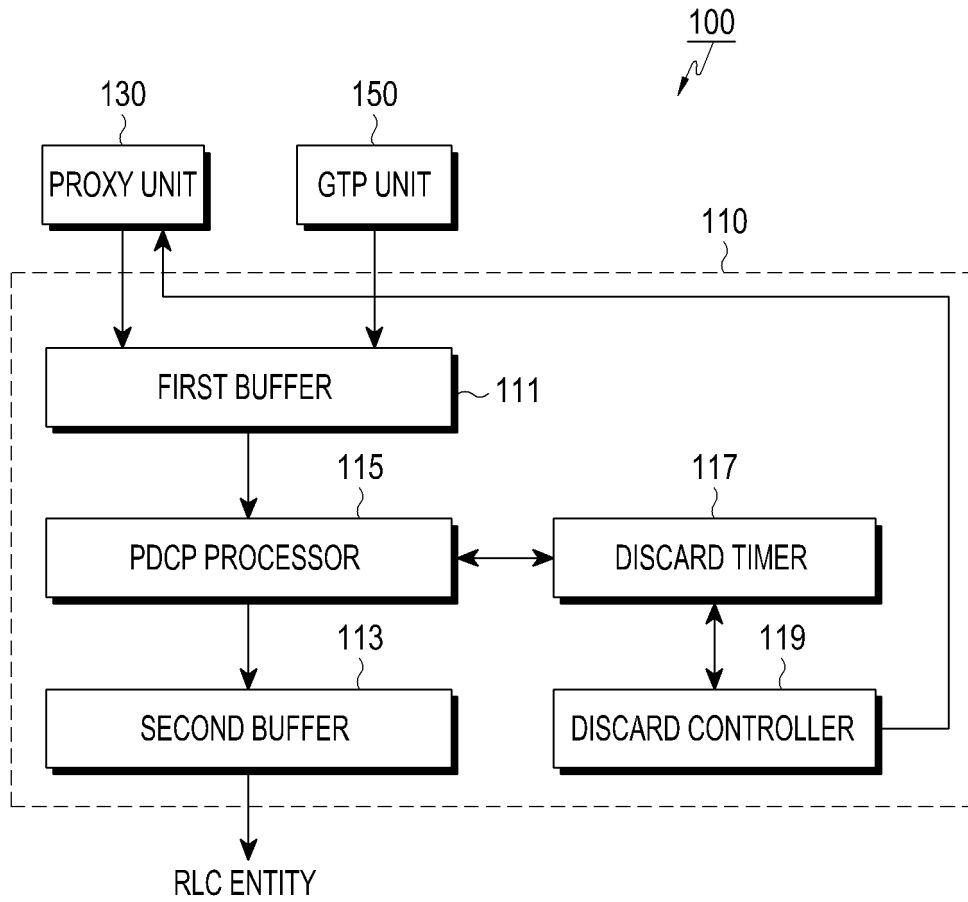 100
130
150
PROXY UNIT
GTP UNIT
110
FIRST BUFFER
111
115
117
PDCP PROCESSOR
DISCARD TIMER
113
119
SECOND BUFFER
DISCARD CONTROLLER
RLC ENTITY